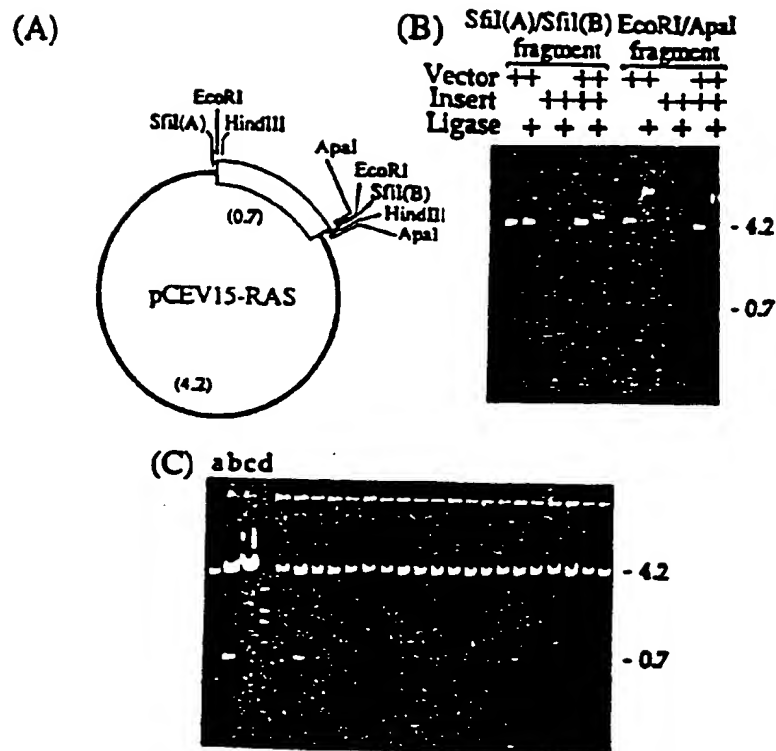 (A)
EcoRI
SfiI(A)
HindIII
ApaI
EcoRI
SfiI(B)
HindIII
ApaI
(0.7)
pCEV15-RAS
(4.2)
(B)
SfiI(A)/SfiI(B) EcoRI/ApaI
fragment fragment
Vector ++ ++ ++ ++
Insert ++++ ++++
Ligase + + + + + +
- 4.2
- 0.7
(C) abcd
- 4.2
- 0.7